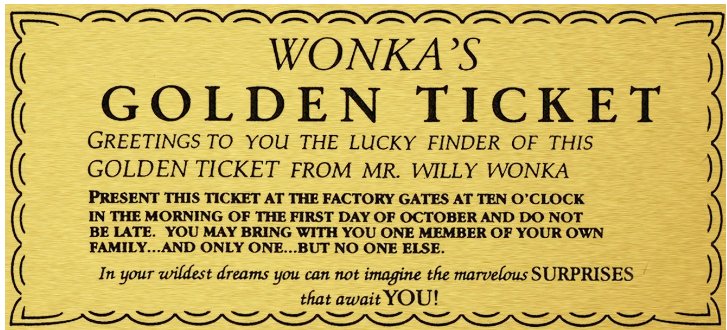 WONKA'S
GOLDEN TICKET
GREETINGS TO YOU THE LUCKY FINDER OF THIS
GOLDEN TICKET FROM MR. WILLY WONKA
PRESENT THIS TICKET AT THE FACTORY GATES AT TEN O'CLOCK
IN THE MORNING OF THE FIRST DAY OF OCTOBER AND DO NOT
BE LATE. YOU MAY BRING WITH YOU ONE MEMBER OF YOUR OWN
FAMILY...AND ONLY ONE...BUT NO ONE ELSE.
In your wildest dreams you can not imagine the marvelous SURPRISES
that await YOU!